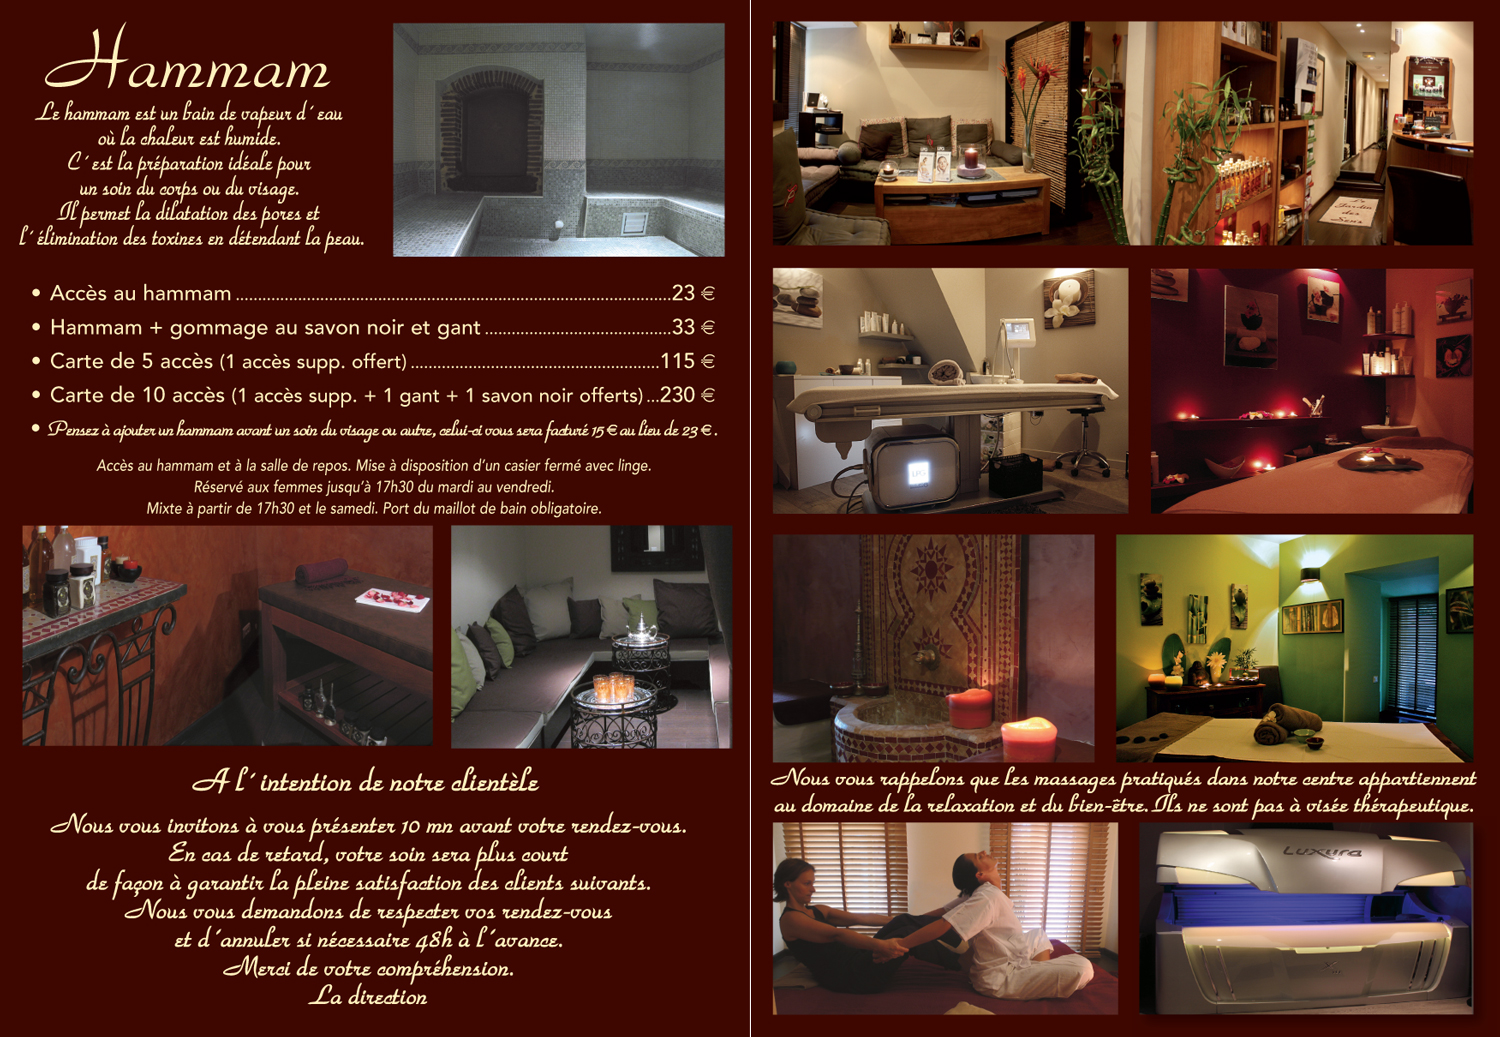 Hammam
Le hammam est un bain de vapeur d´eau
où la chaleur est humide.
C´est la préparation idéale pour
un soin du corps ou du visage.
Il permet la dilatation des pores et
l´élimination des toxines en détendant la peau.
• Accès au hammam ........ 23 €
• Hammam + gommage au savon noir et gant ........ 33 €
• Carte de 5 accès (1 accès supp. offert) ........ 115 €
• Carte de 10 accès (1 accès supp. + 1 gant + 1 savon noir offerts) ... 230 €
• Pensez à ajouter un hammam avant un soin du visage ou autre, celui-ci vous sera facturé 15 € au lieu de 23 €.
Accès au hammam et à la salle de repos. Mise à disposition d'un casier fermé avec linge.
Réservé aux femmes jusqu'à 17h30 du mardi au vendredi.
Mixte à partir de 17h30 et le samedi. Port du maillot de bain obligatoire.
A l´intention de notre clientèle
Nous vous invitons à vous présenter 10 mn avant votre rendez-vous.
En cas de retard, votre soin sera plus court
de façon à garantir la pleine satisfaction des clients suivants.
Nous vous demandons de respecter vos rendez-vous
et d´annuler si nécessaire 48h à l´avance.
Merci de votre compréhension.
La direction
Le
Jardin
des
Sens
LPG
Nous vous rappelons que les massages pratiqués dans notre centre appartiennent
au domaine de la relaxation et du bien-être. Ils ne sont pas à visée thérapeutique.
Luxura